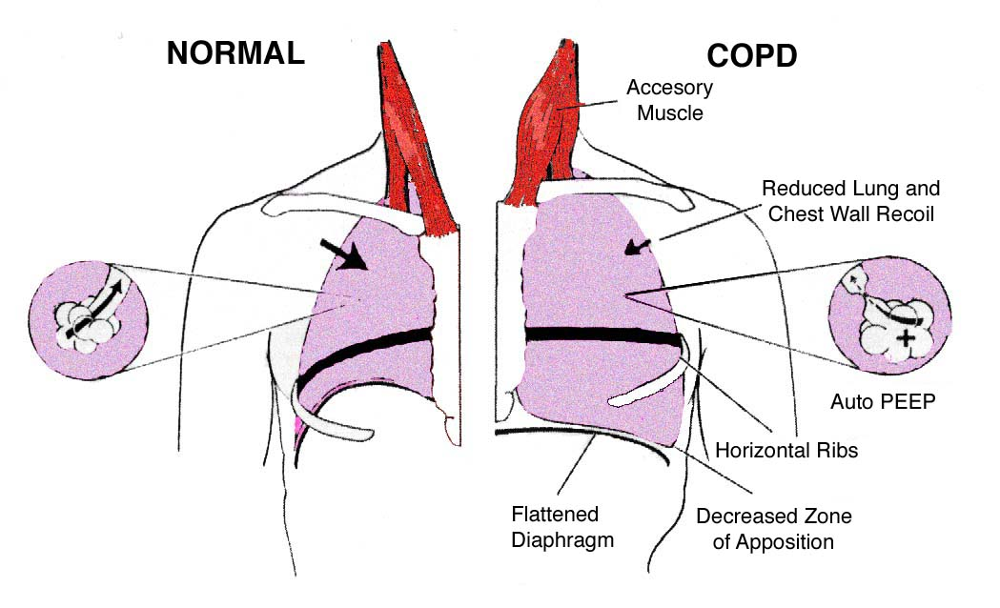 NORMAL
COPD
Accesory
Muscle
Reduced Lung and
Chest Wall Recoil
+
Auto PEEP
Horizontal Ribs
Flattened
Diaphragm
Decreased Zone
of Apposition